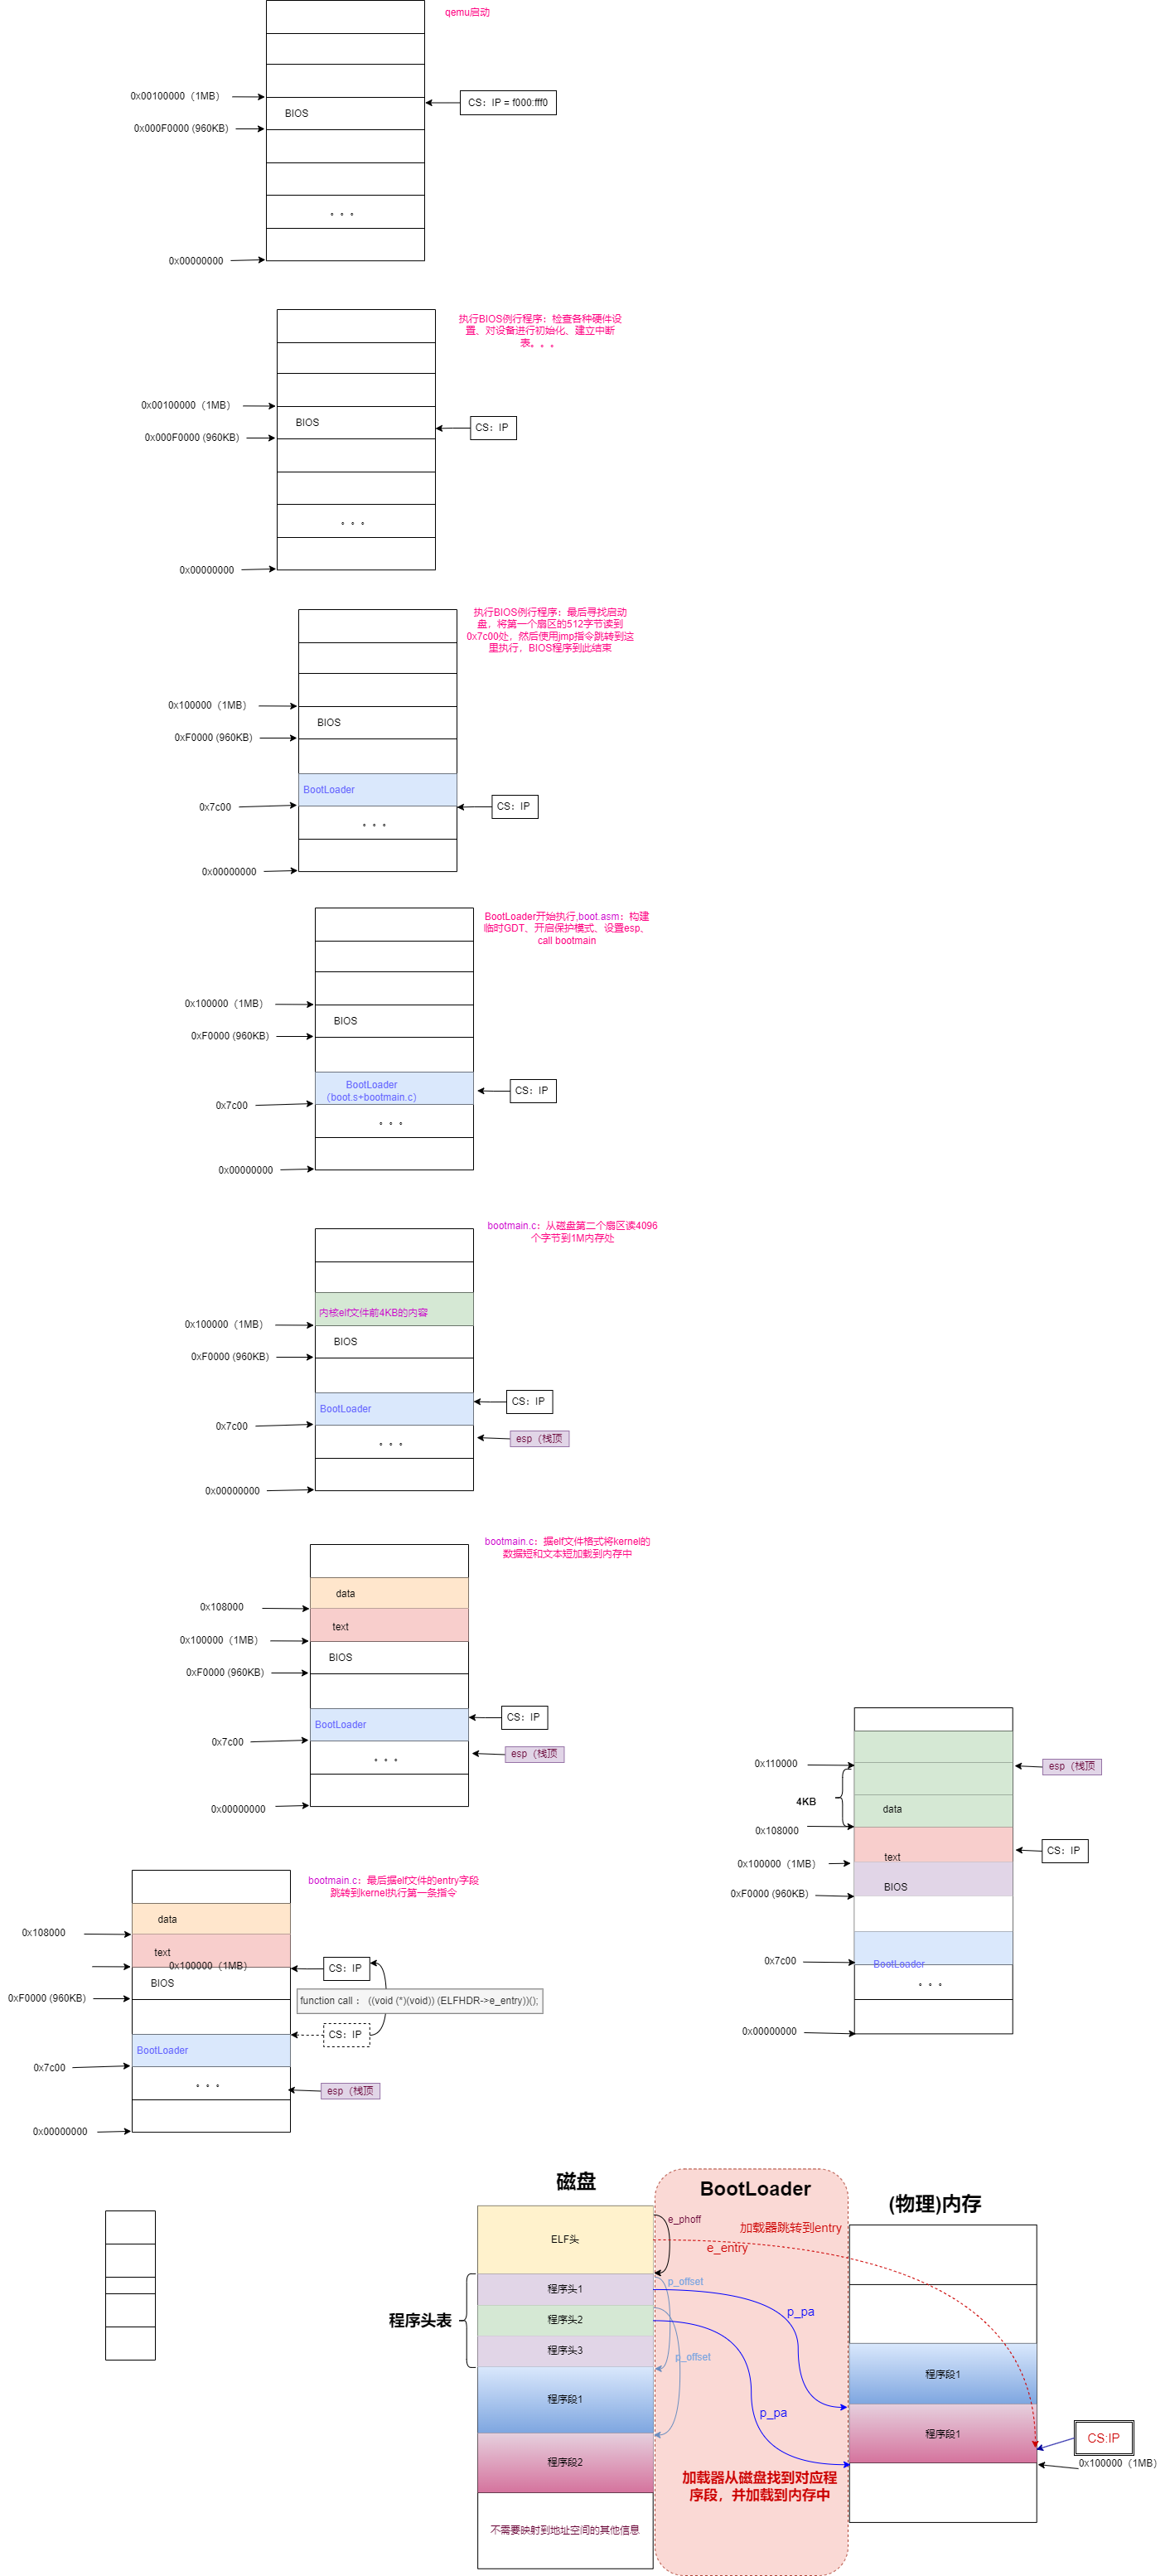 qemu启动
0x00100000（1MB）
CS：IP = f000:fff0
BIOS
0x000F0000 (960KB)
。。。
0x00000000
执行BIOS例行程序：检查各种硬件设
置、对设备进行初始化、建立中断
表。。。
0x00100000（1MB）
BIOS
CS：IP
0x000F0000 (960KB)
。。。
0x00000000
执行BIOS例行程序：最后寻找启动
盘，将第一个扇区的512字节读到
0x7c00处，然后使用jmp指令跳转到这
里执行，BIOS程序到此结束
0x100000（1MB）
BIOS
0xF0000 (960KB)
BootLoader
0x7c00
CS：IP
。。。
0x00000000
BootLoader开始执行,boot.asm：构建
临时GDT、开启保护模式、设置esp、
call bootmain
0x100000（1MB）
BIOS
0xF0000 (960KB)
BootLoader
（boot.s+bootmain.c）
CS：IP
0x7c00
。。。
0x00000000
bootmain.c：从磁盘第二个扇区读4096
个字节到1M内存处
内核elf文件前4KB的内容
0x100000（1MB）
BIOS
0xF0000 (960KB)
CS：IP
BootLoader
0x7c00
esp（栈顶
。。。
0x00000000
bootmain.c：据elf文件格式将kernel的
数据短和文本短加载到内存中
data
0x108000
text
0x100000（1MB）
BIOS
0xF0000 (960KB)
CS：IP
BootLoader
0x7c00
esp（栈顶
。。。
0x00000000
0x110000
esp（栈顶
4KB
data
0x108000
CS：IP
text
0x100000（1MB）
BIOS
0xF0000 (960KB)
0x7c00
BootLoader
。。。
0x00000000
bootmain.c：最后据elf文件的entry字段
跳转到kernel执行第一条指令
data
0x108000
text
0x100000（1MB）
CS：IP
BIOS
0xF0000 (960KB)
function call： ((void (*)(void)) (ELFHDR->e_entry))();
CS：IP
BootLoader
0x7c00
。。。
esp（栈顶
0x00000000
磁盘
BootLoader
(物理)内存
e_phoff
加载器跳转到entry
ELF头
e_entry
p_offset
程序头1
p_pa
程序头表
程序头2
程序头3
p_offset
程序段1
程序段1
p_pa
程序段1
CS:IP
程序段2
0x100000（1MB）
加载器从磁盘找到对应程
序段，并加载到内存中
不需要映射到地址空间的其他信息